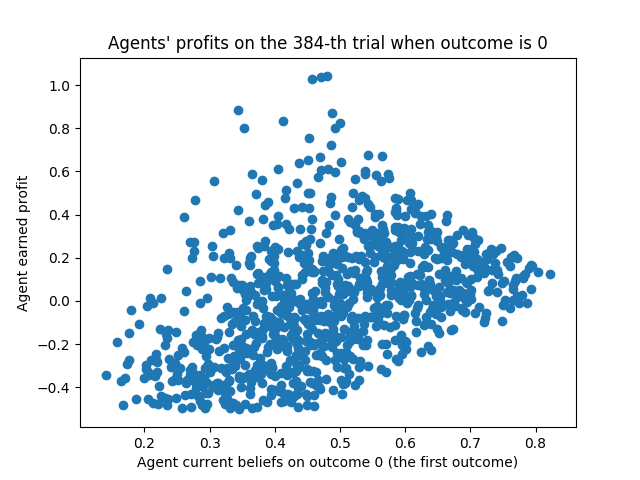 Agents' profits on the 384-th trial when outcome is 0
Agent earned profit
1.0
0.8
0.6
0.4
0.2
0.0
−0.2
−0.4
0.2 0.3 0.4 0.5 0.6 0.7 0.8
Agent current beliefs on outcome 0 (the first outcome)